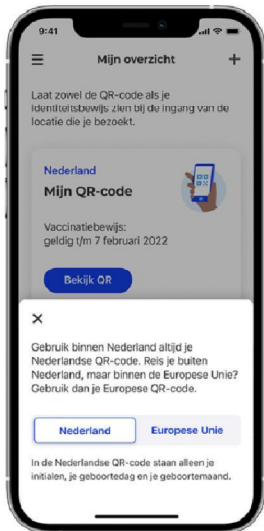 9:41
Mijn overzicht
Laat zowel de QR-code als je
identiteitsbewijs zien bij de ingang van de
locatie die je bezoekt.
Nederland
Mijn QR-code
Vaccinatiebewijs:
geldig t/m 7 februari 2022
Bekijk QR
Gebruik binnen Nederland altijd je
Nederlandse QR-code. Reis je buiten
Nederland, maar binnen de Europese Unie?
Gebruik dan je Europese QR-code.
Nederland Europese Unie
In de Nederlandse QR-code staan alleen je
initialen, je geboortedag en je geboortemaand.